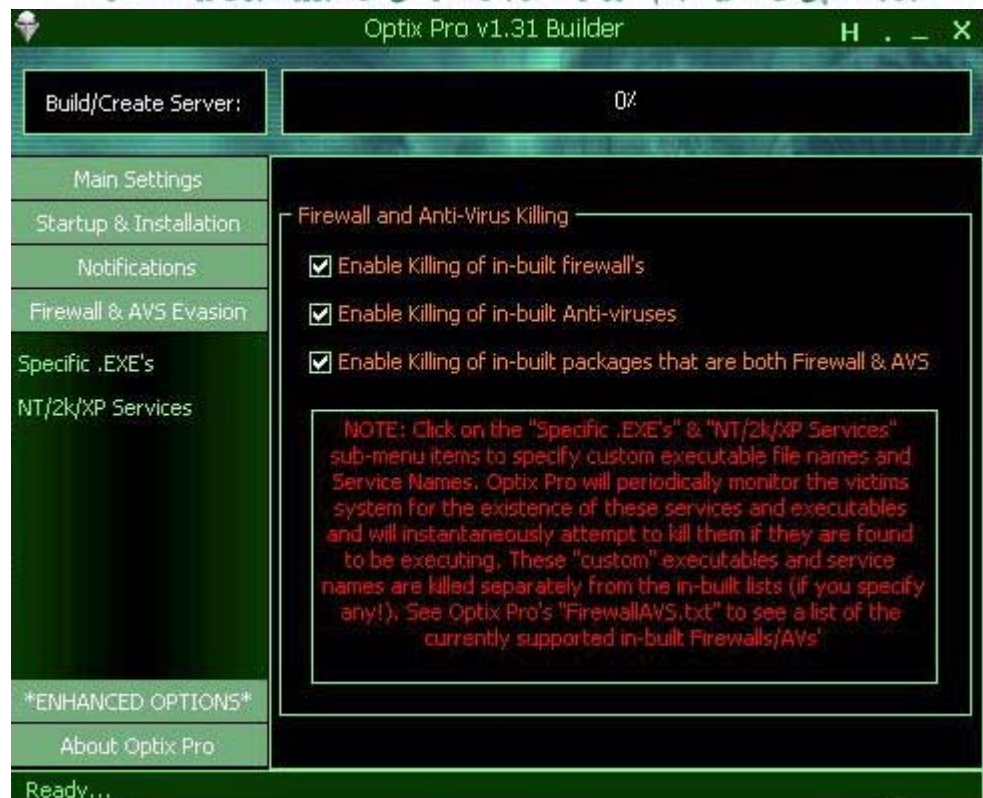 Optix Pro v1.31 Builder
H . _ X
Build/Create Server:
0%
Main Settings
Startup & Installation
Notifications
Firewall & AVS Evasion
Specific .EXE's
NT/2k/XP Services
*ENHANCED OPTIONS*
About Optix Pro
Firewall and Anti-Virus Killing
Enable Killing of in-built firewall's
Enable Killing of in-built Anti-viruses
Enable Killing of in-built packages that are both Firewall & AVS
NOTE: Click on the "Specific .EXE's" & "NT/2k/XP Services"
sub-menu items to specify custom executable file names and
Service Names. Optix Pro will periodically monitor the victims
system for the existence of these services and executables
and will instantaneously attempt to kill them if they are found
to be executing. These "custom" executables and service
names are killed separately from the in-built lists (if you specify
any!). See Optix Pro's "FirewallAVS.txt" to see a list of the
currently supported in-built Firewalls/AVs'
Ready...